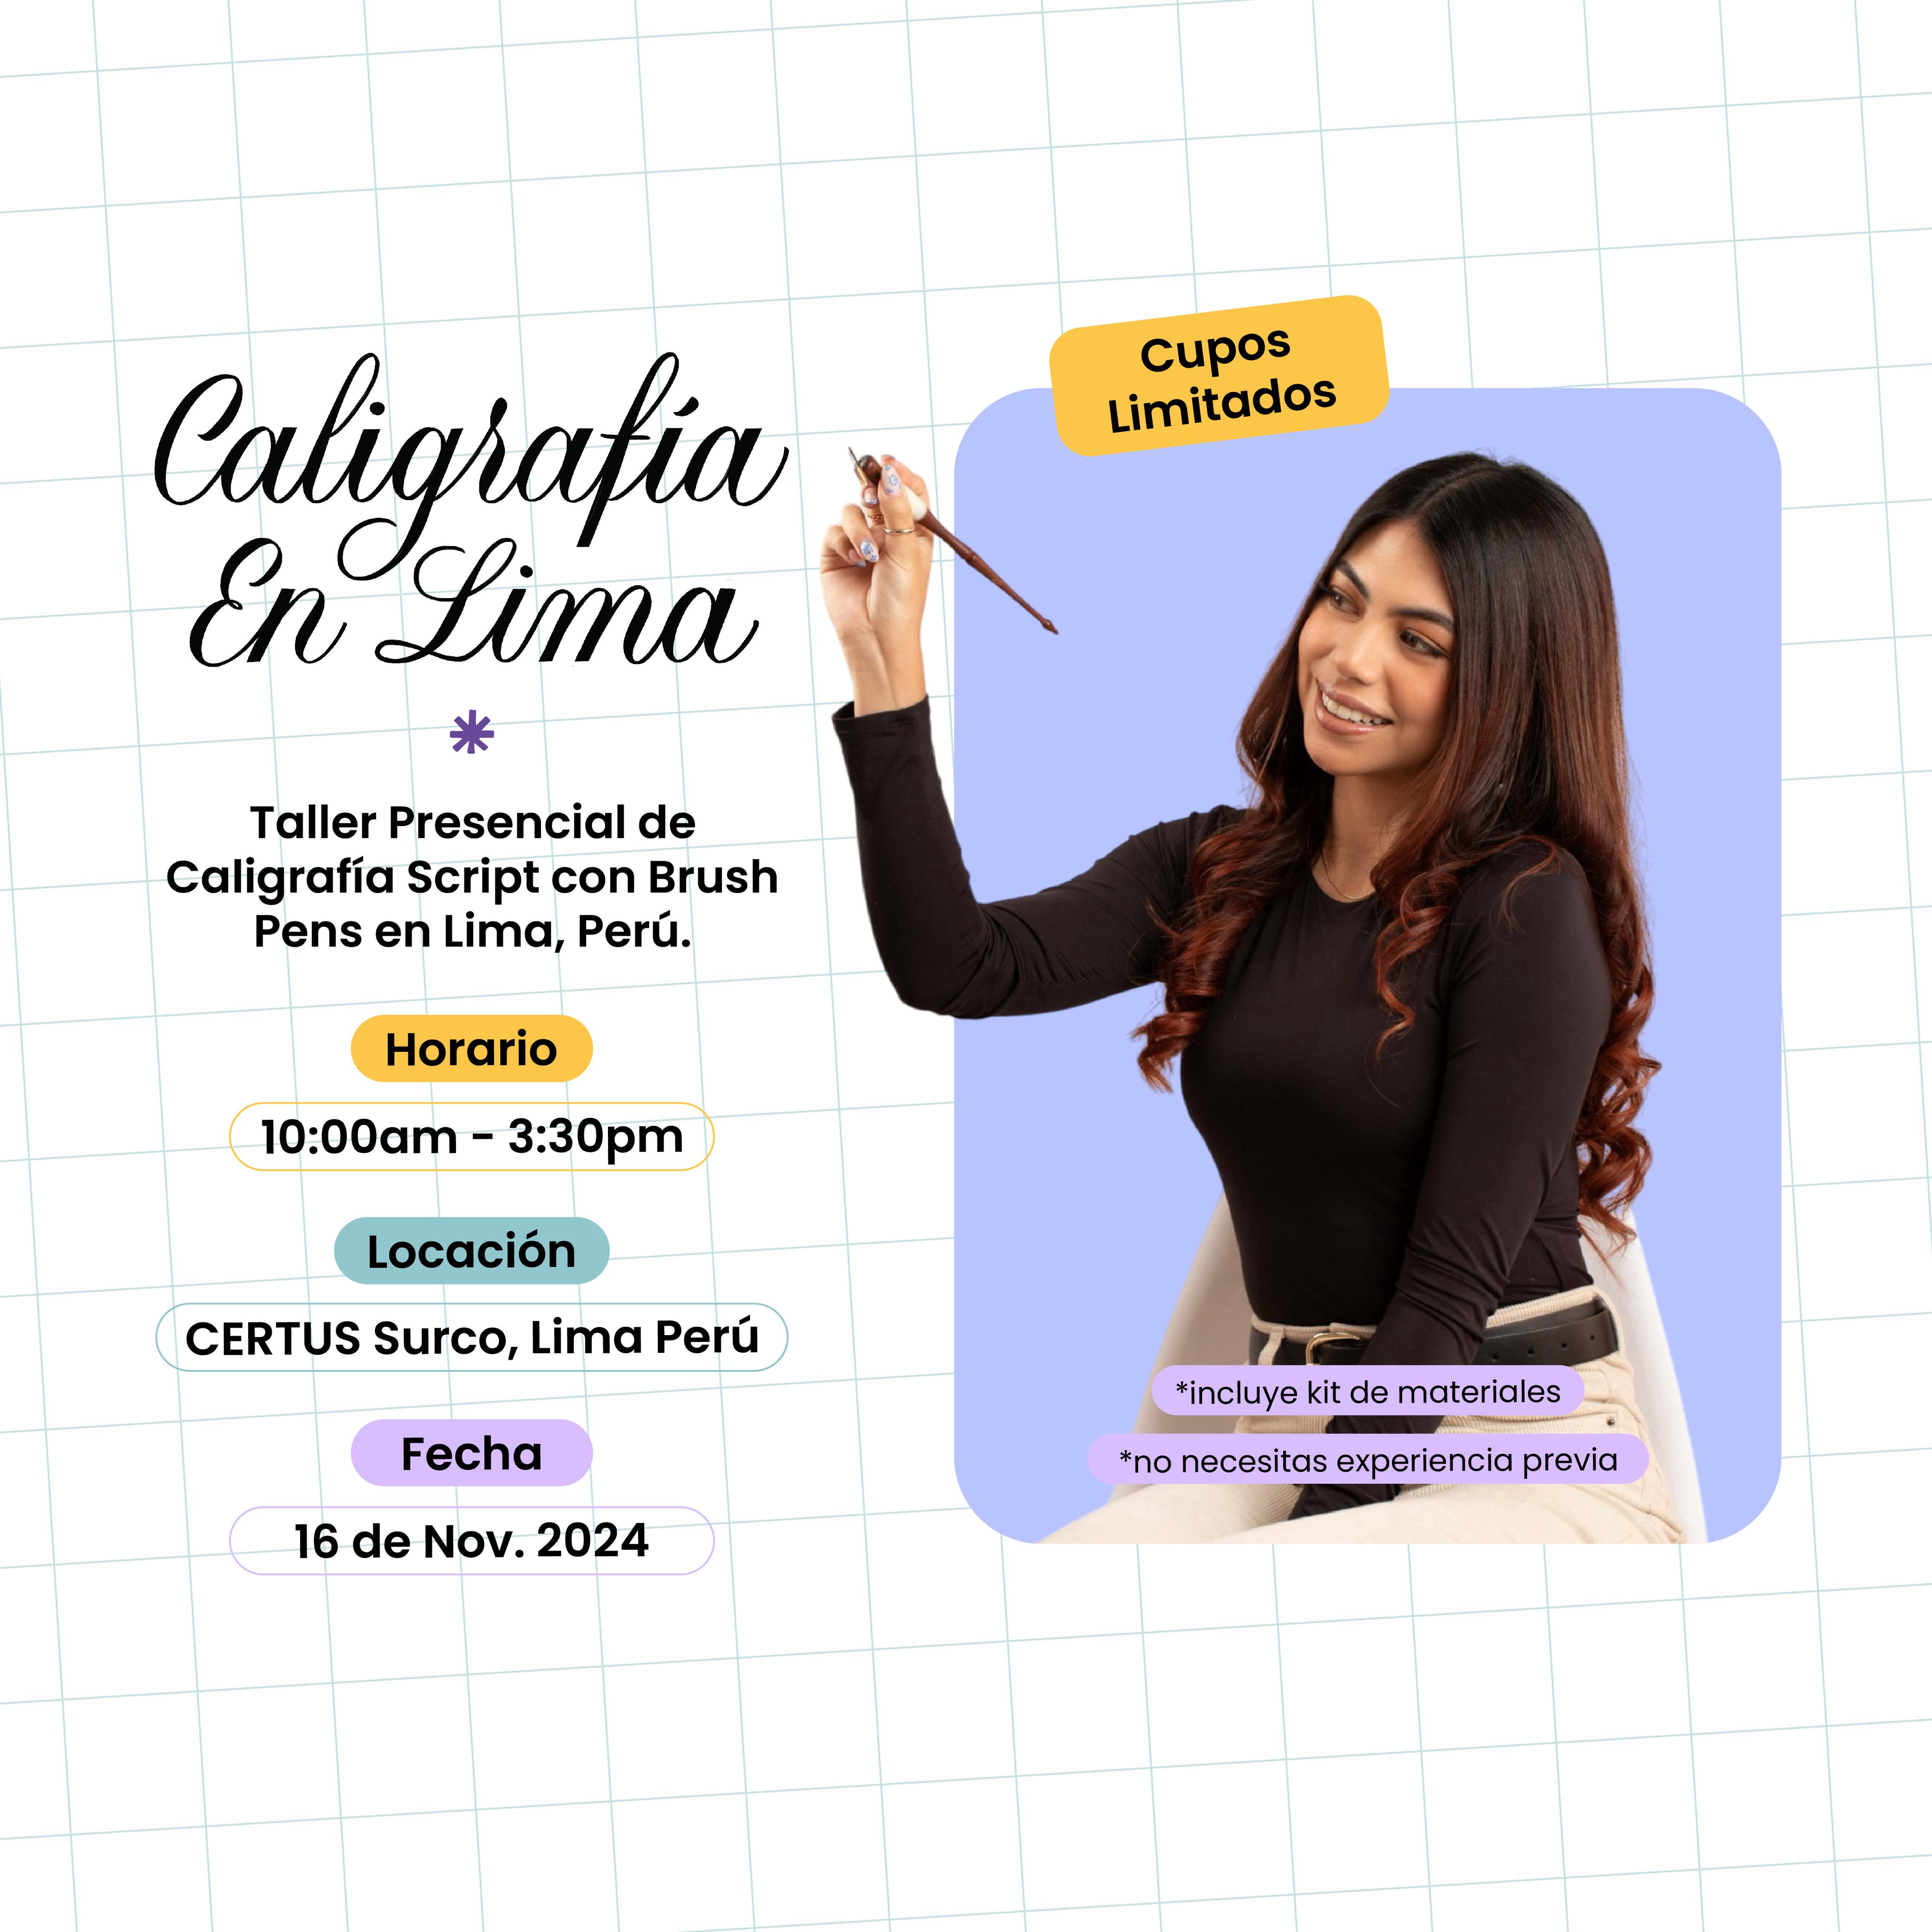 Caligrafía
En Lima
Taller Presencial de
Caligrafía Script con Brush
Pens en Lima, Perú.
Horario
10:00am - 3:30pm
Locación
CERTUS Surco, Lima Perú
Fecha
16 de Nov. 2024
Cupos
Limitados
*incluye kit de materiales
*no necesitas experiencia previa